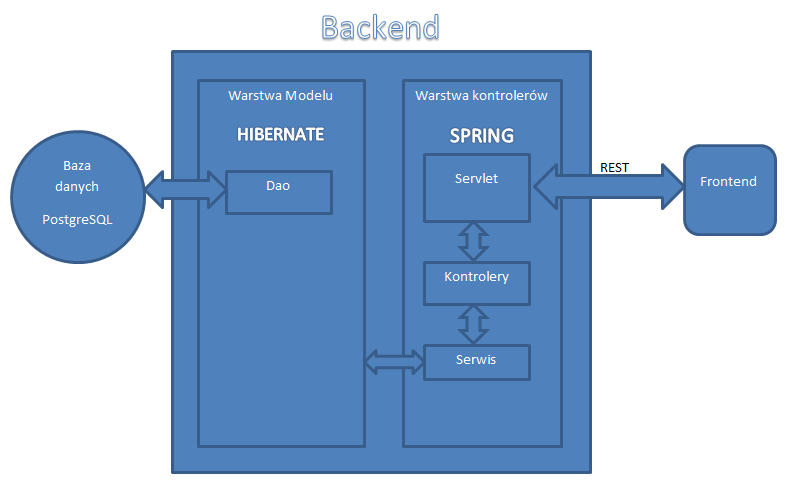 Backend
Warstwa Modelu
HIBERNATE
Dao
Warstwa kontrolerów
SPRING
Servlet
Kontrolery
Serwis
Baza
danych
PostgreSQL
REST
Frontend